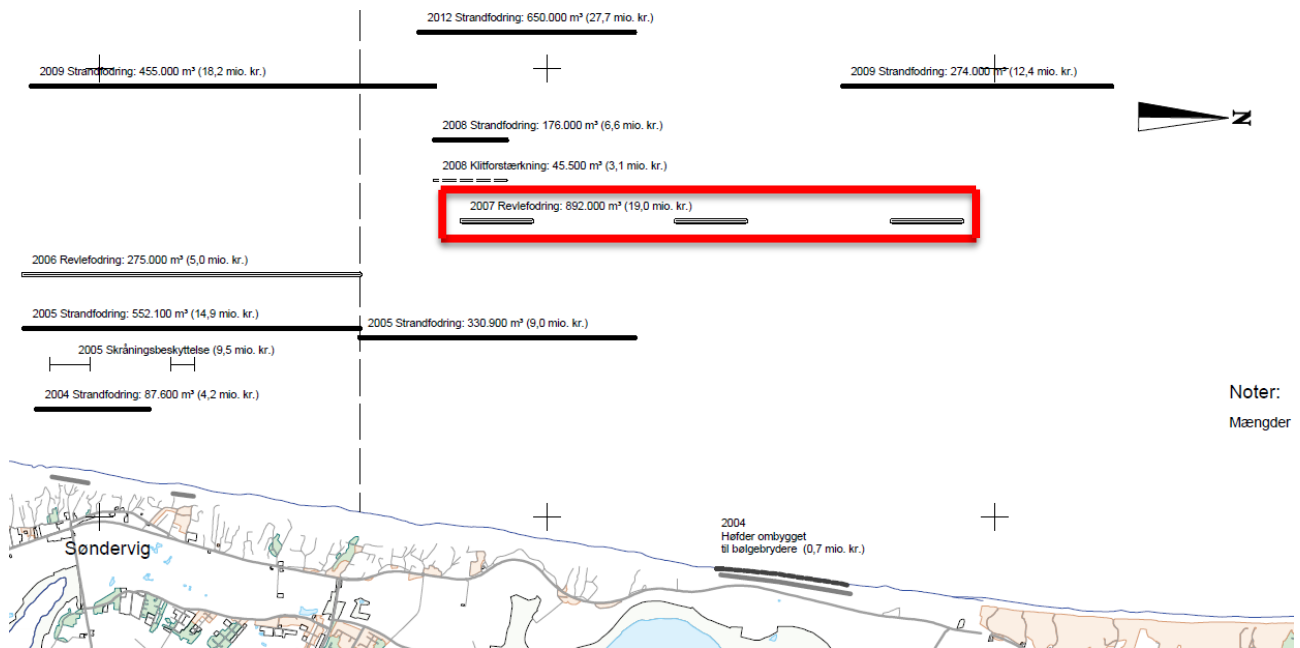 2012 Strandfodring: 650.000 m³ (27,7 mio. kr.)
2009 Strandfodring: 455.000 m³ (18,2 mio. kr.)
2009 Strandfodring: 274.000 m³ (12,4 mio. kr.)
2008 Strandfodring: 176.000 m³ (6,6 mio. kr.)
N
2008 Klitforstærkning: 45.500 m³ (3,1 mio. kr.)
2007 Revlefodring: 892.000 m³ (19,0 mio. kr.)
2006 Revlefodring: 275.000 m³ (5,0 mio. kr.)
2005 Strandfodring: 552.100 m³ (14,9 mio. kr.)
2005 Strandfodring: 330.900 m³ (9,0 mio. kr.)
2005 Skråningsbeskyttelse (9,5 mio. kr.)
2004 Strandfodring: 87.600 m³ (4,2 mio. kr.)
Noter:
Mængder
2004
Høfder ombygget
til bølgebrydere (0,7 mio. kr.)
Søndervig